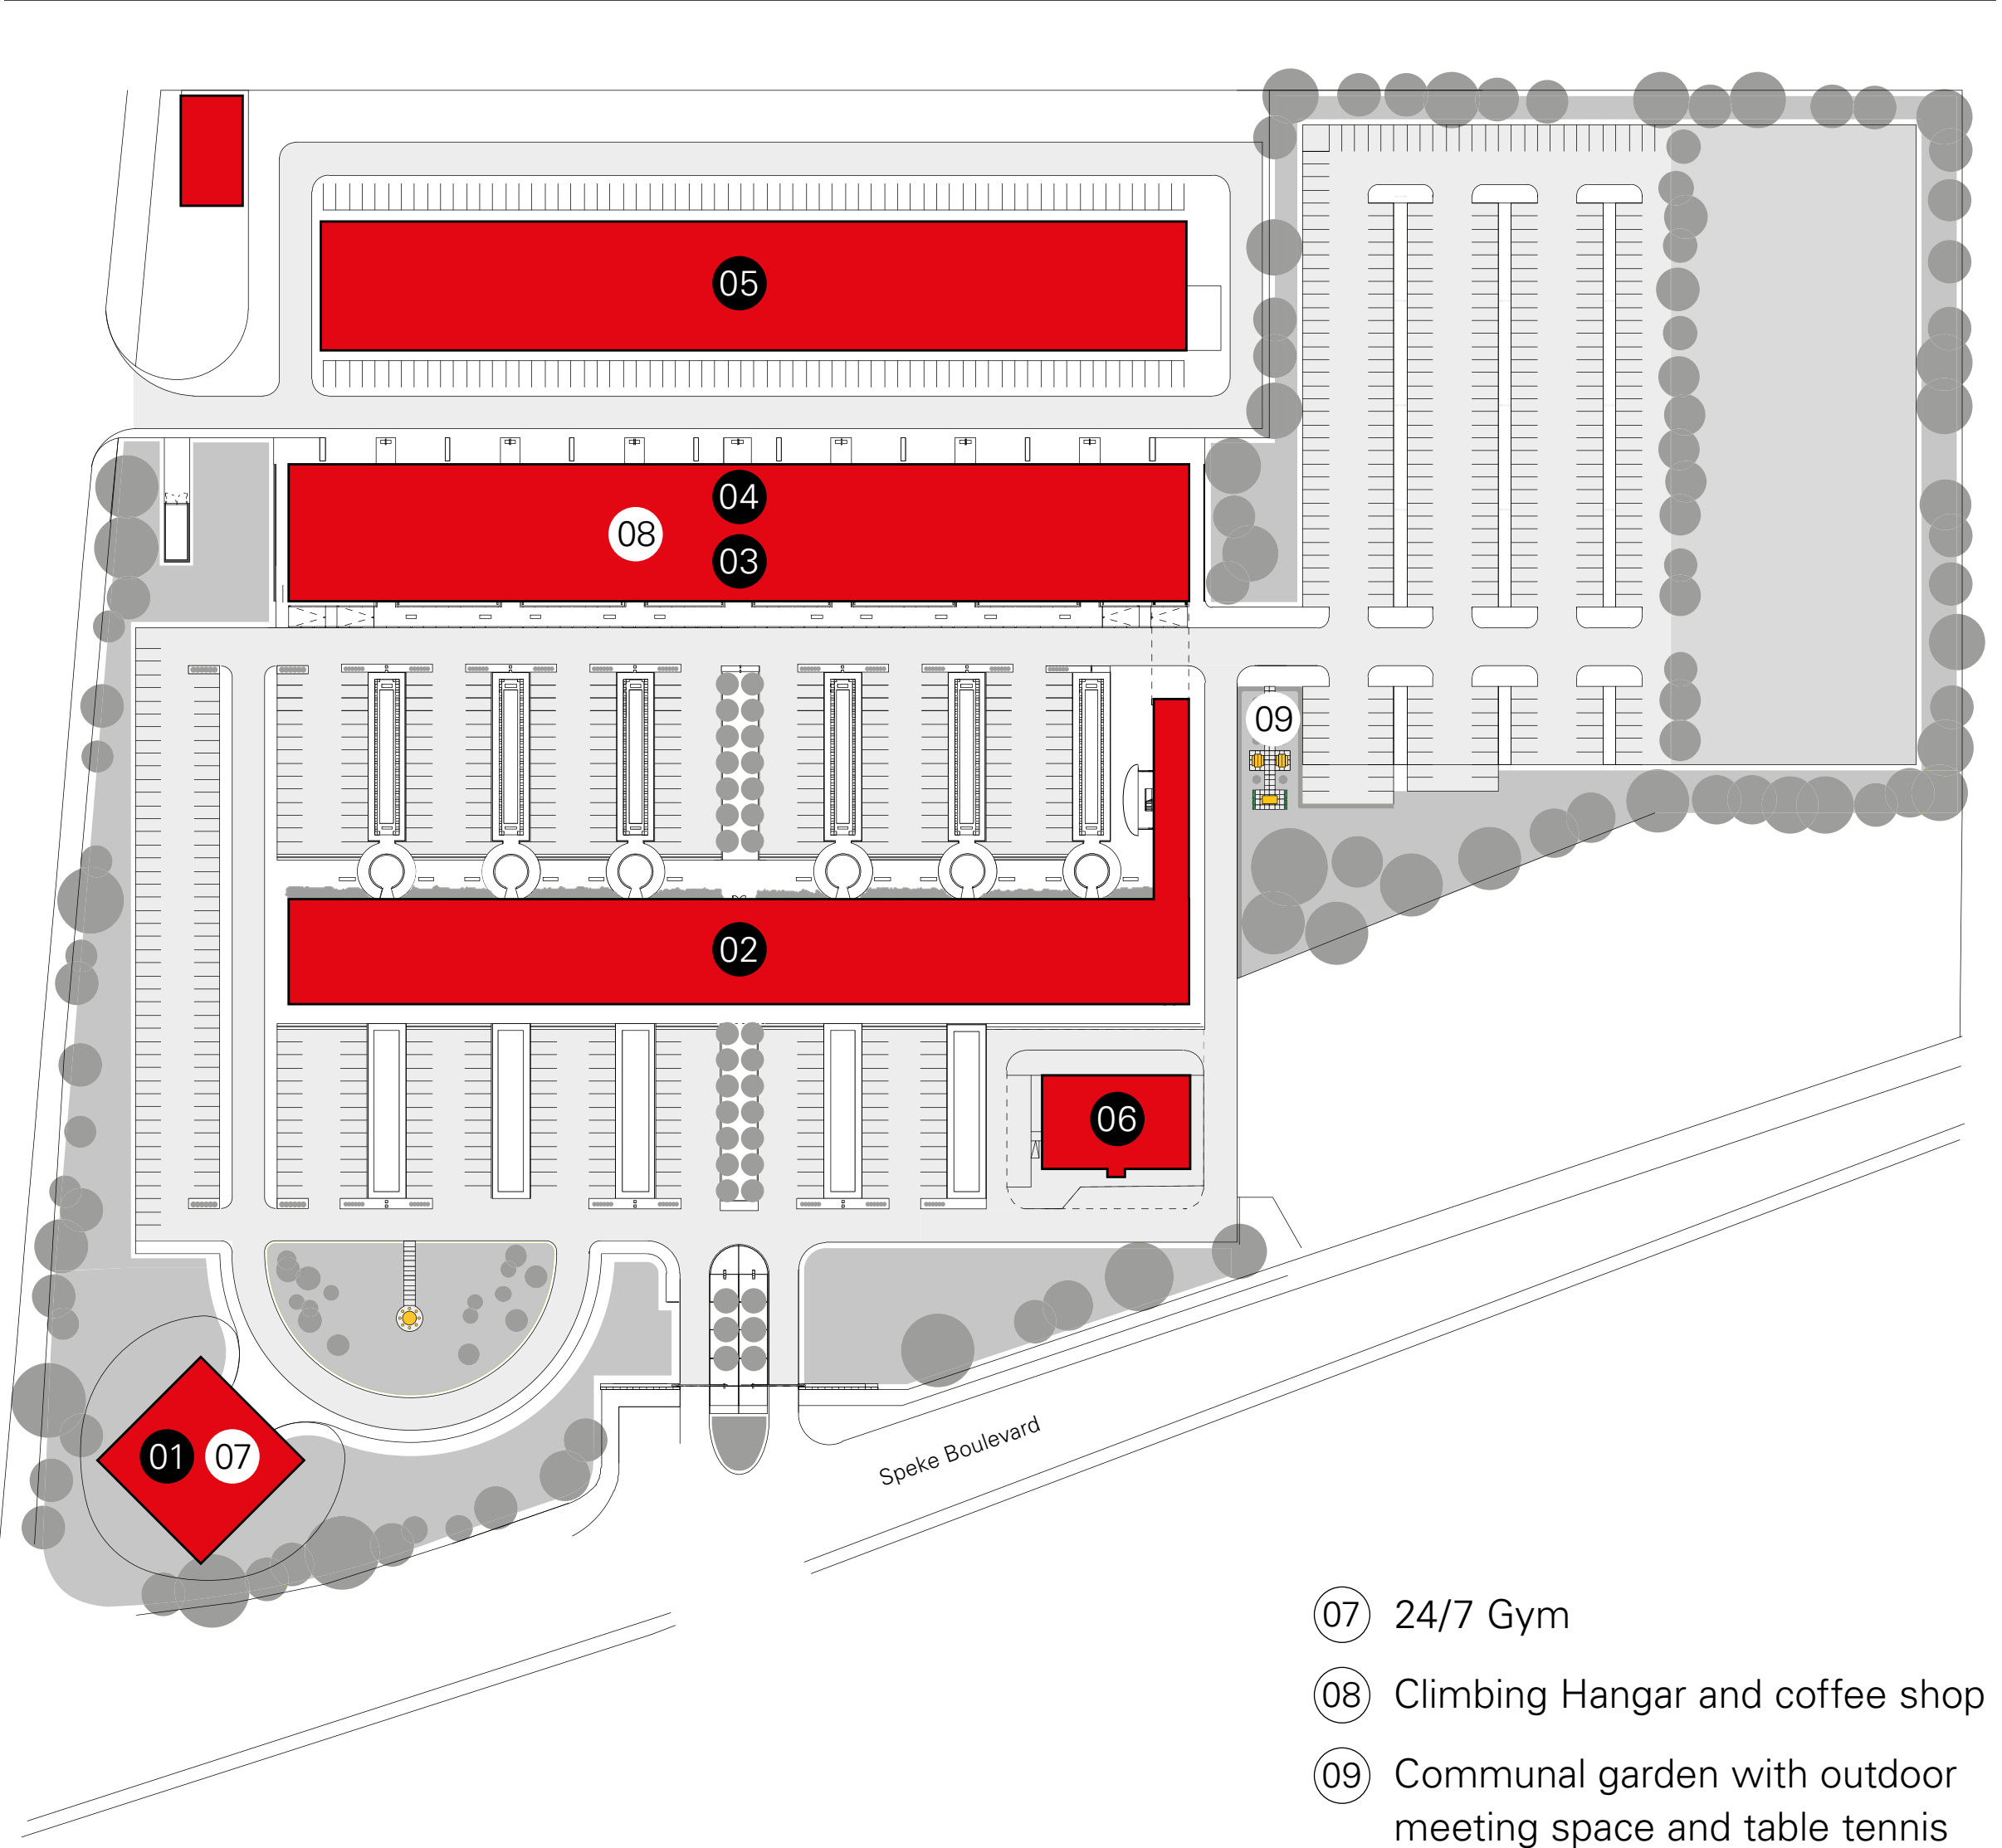 05
04
08
03
09
02
06
01 07
Speke Boulevard
07 24/7 Gym
08 Climbing Hangar and coffee shop
09 Communal garden with outdoor
meeting space and table tennis